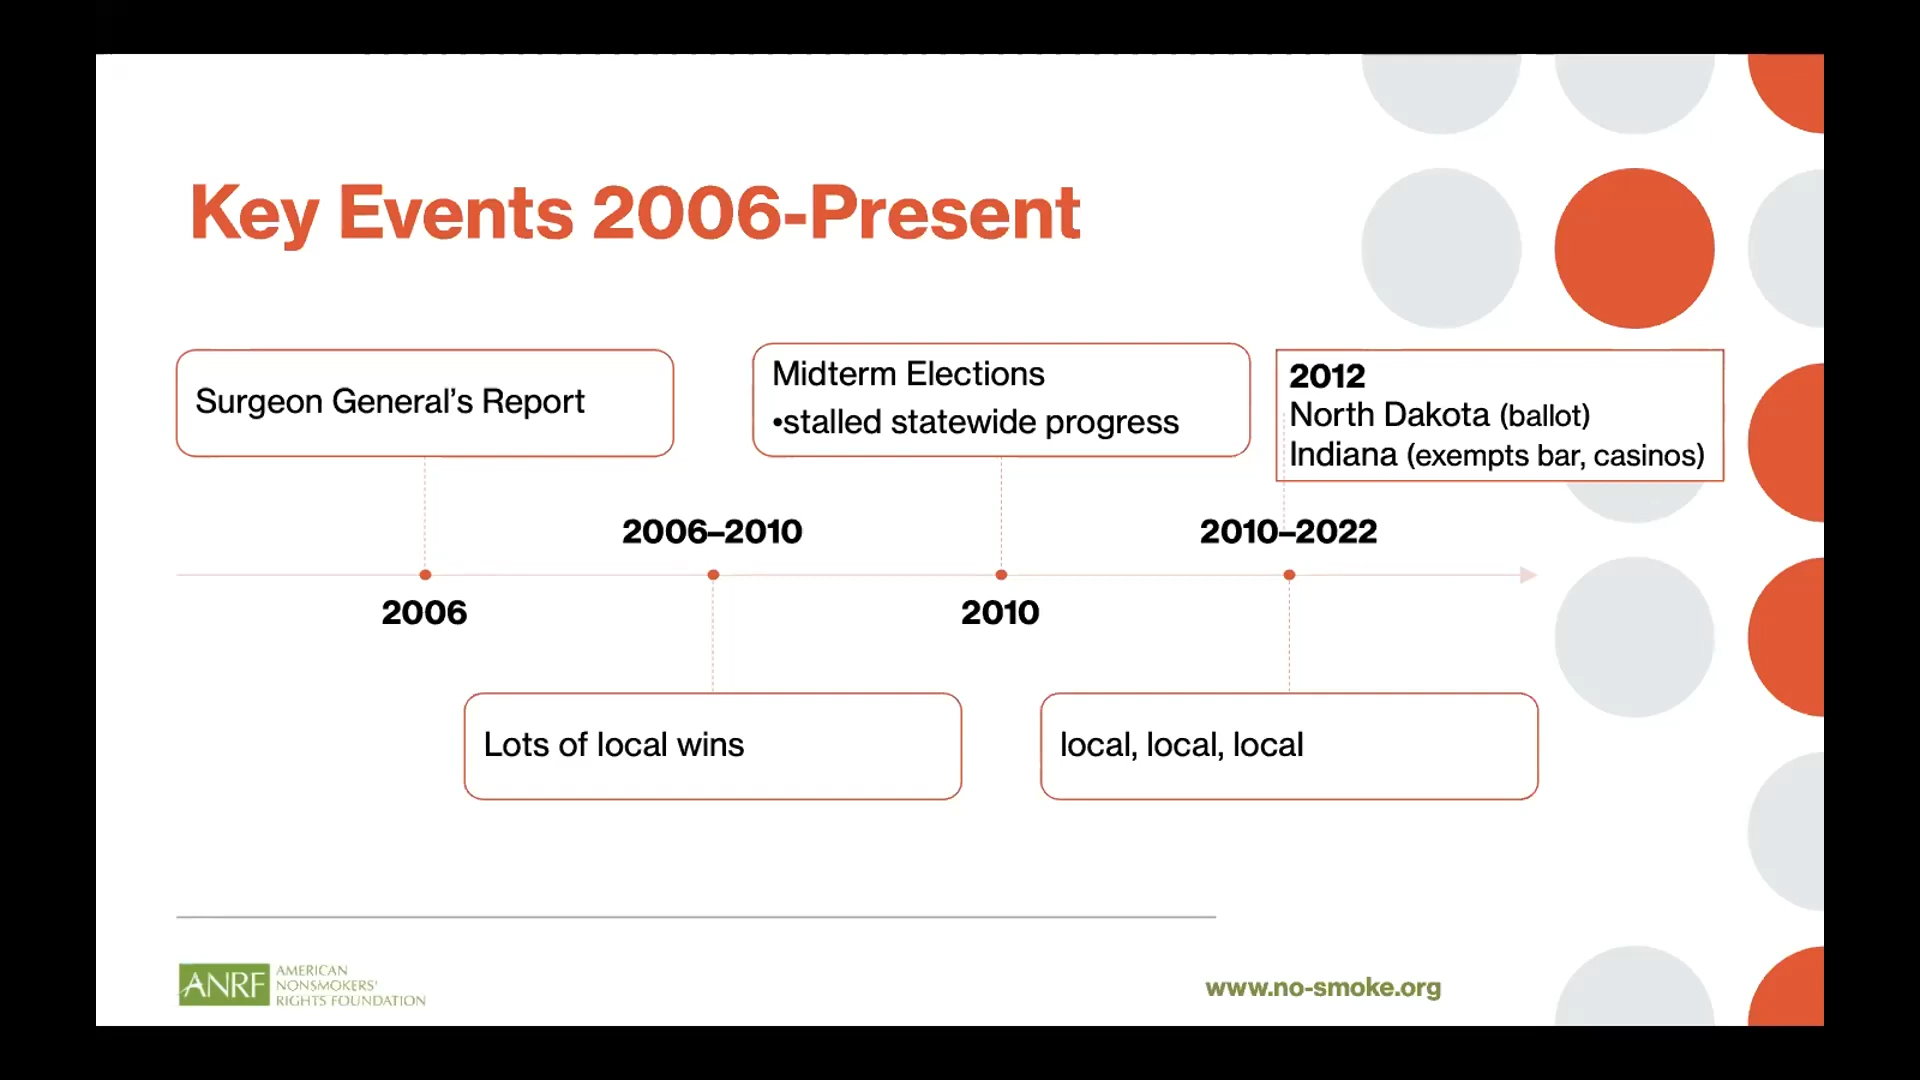 Key Events 2006-Present
Surgeon General’s Report
Midterm Elections
•stalled statewide progress
2012
North Dakota (ballot)
Indiana (exempts bar, casinos)
2006–2010
2010–2022
2006
2010
Lots of local wins
local, local, local
ANRF
AMERICAN
NONSMOKERS’
RIGHTS FOUNDATION
www.no-smoke.org